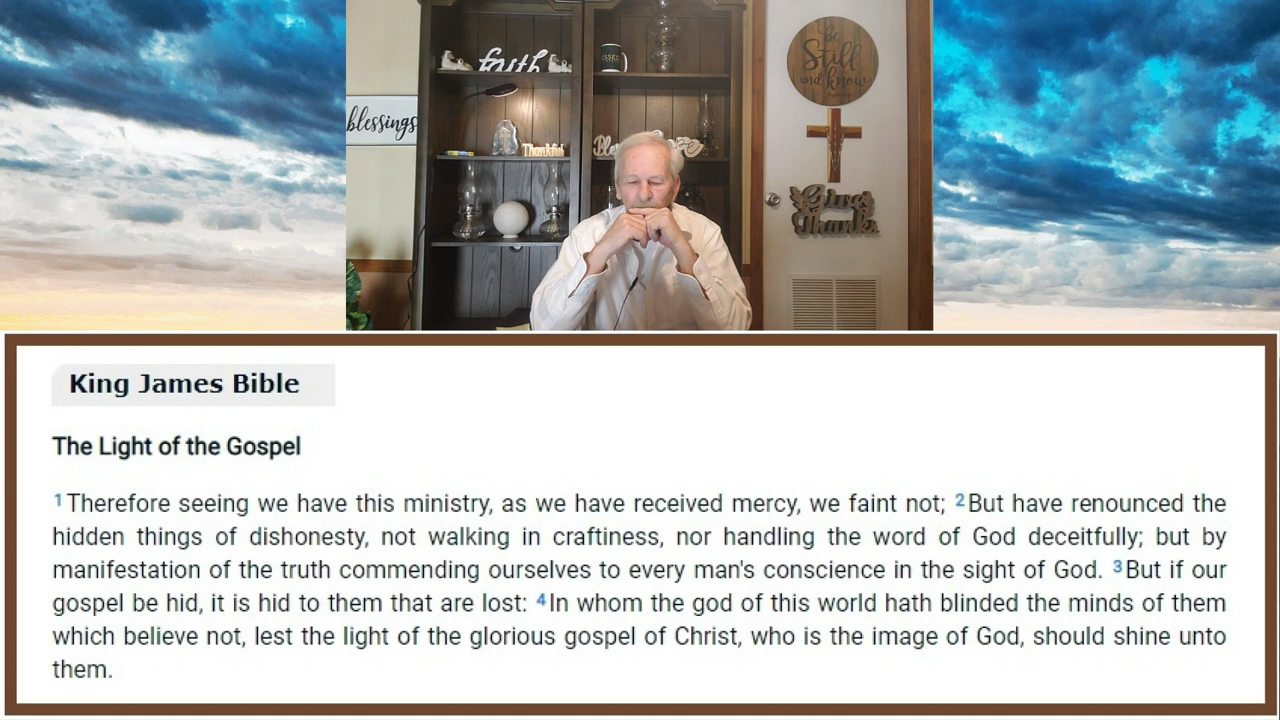 faith
be
Still
and know
blessings
Thankful
Give
Thanks
King James Bible
The Light of the Gospel
1 Therefore seeing we have this ministry, as we have received mercy, we faint not; 2 But have renounced the
hidden things of dishonesty, not walking in craftiness, nor handling the word of God deceitfully; but by
manifestation of the truth commending ourselves to every man's conscience in the sight of God. 3 But if our
gospel be hid, it is hid to them that are lost: 4 In whom the god of this world hath blinded the minds of them
which believe not, lest the light of the glorious gospel of Christ, who is the image of God, should shine unto
them.